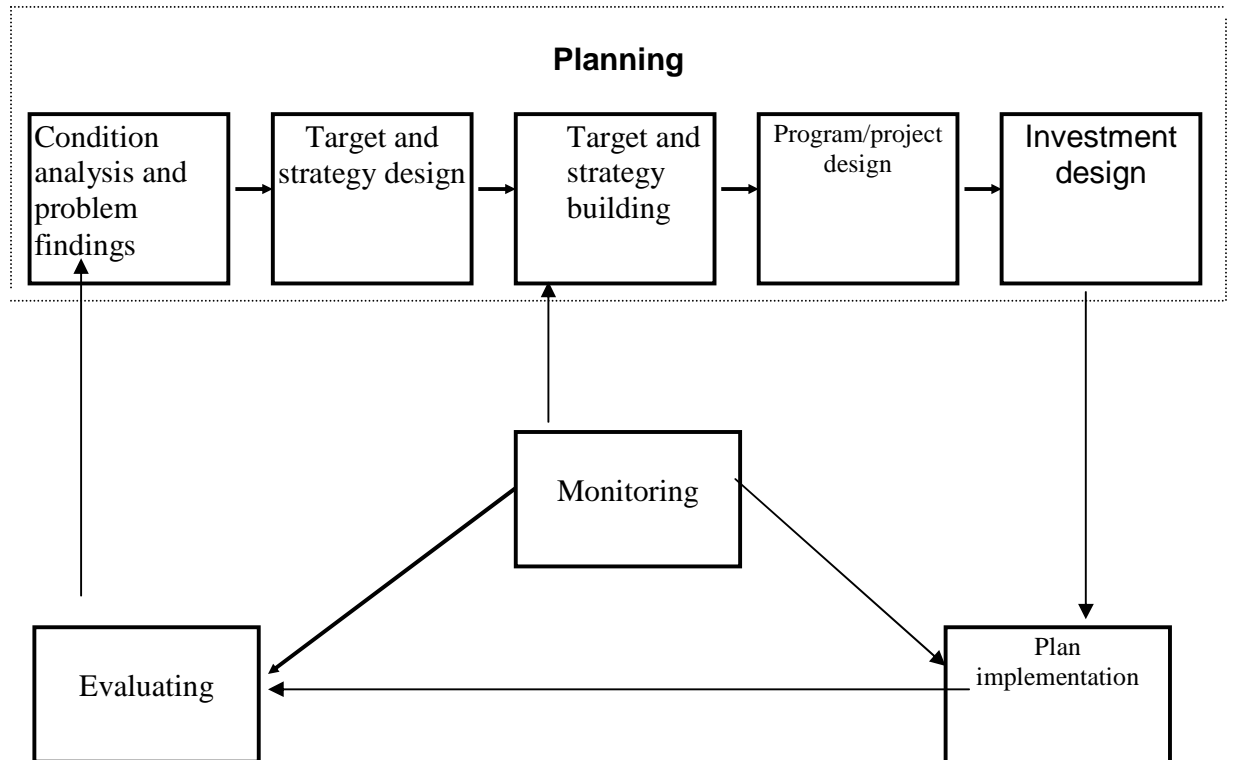 Planning
Condition
analysis and
problem
findings
Target and
strategy design
Target and
strategy
building
Program/project
design
Investment
design
Monitoring
Evaluating
Plan
implementation